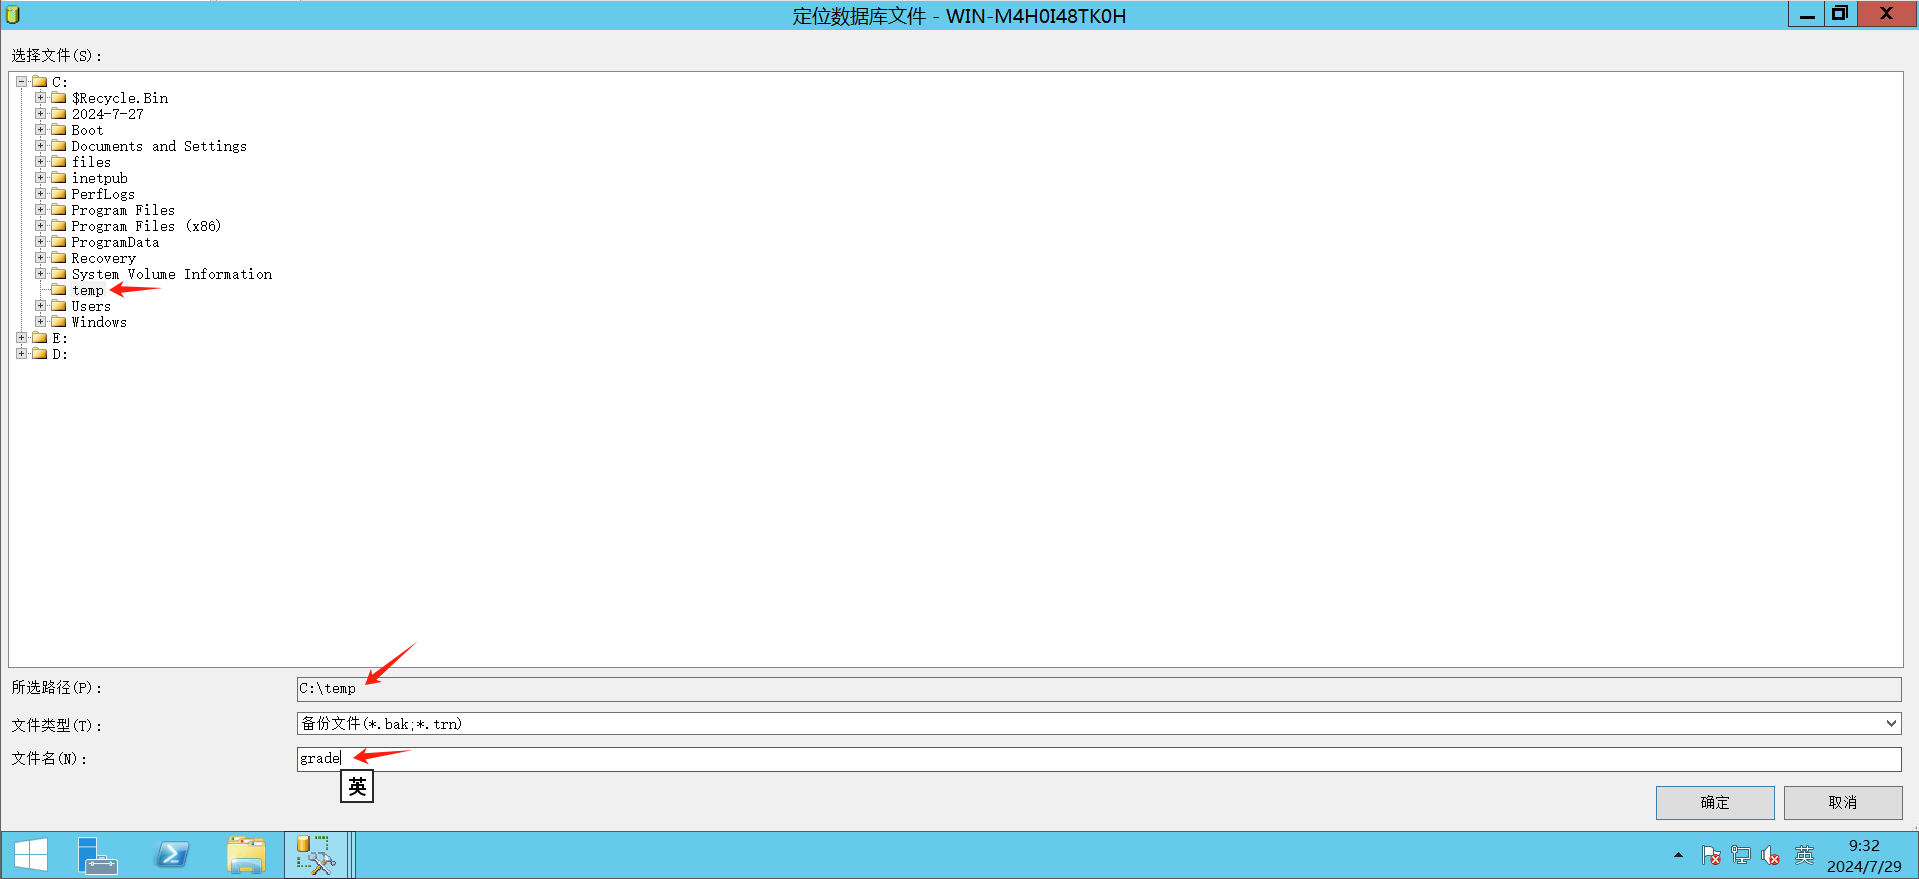 定位数据库文件 - WIN-M4H0I48TK0H
选择文件(S):
C:
$Recycle.Bin
2024-7-27
Boot
Documents and Settings
files
inetpub
PerfLogs
Program Files
Program Files (x86)
ProgramData
Recovery
System Volume Information
temp
Users
Windows
E:
D:
所选路径(P):
C:\temp
文件类型(T):
备份文件(*.bak;*.trn)
文件名(N):
grade
英
确定
取消
英
9:32
2024/7/29